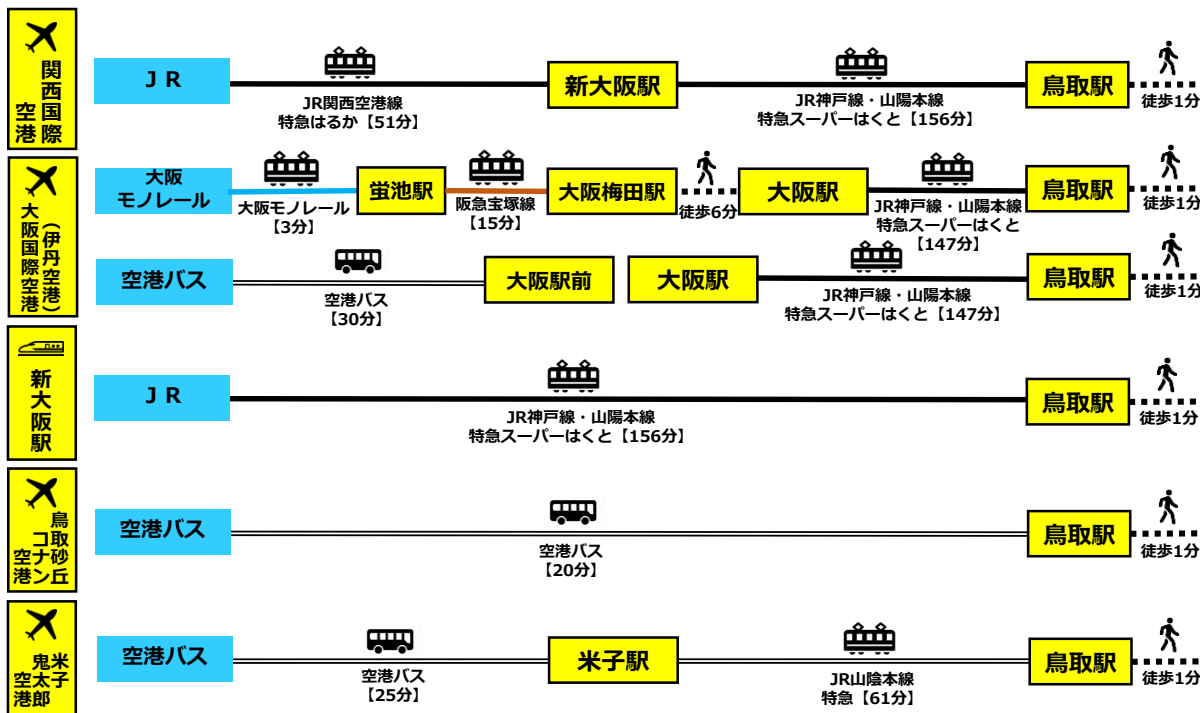 関西国際
空港
JR
JR関西空港線
特急はるか【51分】
新大阪駅
JR神戸線・山陽本線
特急スーパーはくと【156分】
鳥取駅
徒歩1分
大阪国際空港
（伊丹空港）
大阪
モノレール
大阪モノレール
【3分】
蛍池駅
阪急宝塚線
【15分】
大阪梅田駅
徒歩6分
大阪駅
JR神戸線・山陽本線
特急スーパーはくと
【147分】
鳥取駅
徒歩1分
空港バス
空港バス
【30分】
大阪駅前
大阪駅
JR神戸線・山陽本線
特急スーパーはくと【147分】
鳥取駅
徒歩1分
新大阪駅
JR
JR神戸線・山陽本線
特急スーパーはくと【156分】
鳥取駅
徒歩1分
鳥取砂丘
コナン
空港
空港バス
空港バス
【20分】
鳥取駅
徒歩1分
米子
鬼太郎
空港
空港バス
空港バス
【25分】
米子駅
JR山陰本線
特急【61分】
鳥取駅
徒歩1分